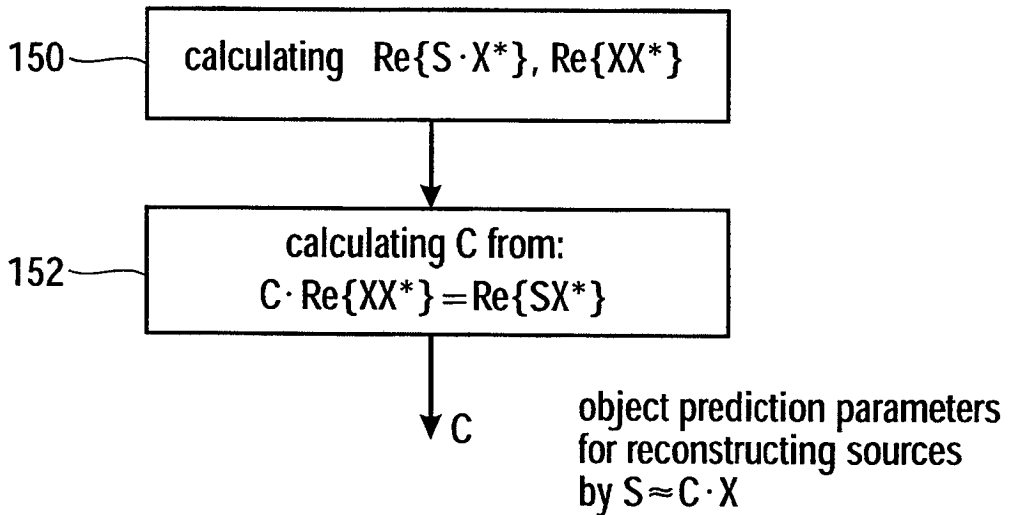 150
calculating Re{S·X*}, Re{XX*}
152
calculating C from:
C·Re{XX*}=Re{SX*}
C
object prediction parameters
for reconstructing sources
by S≈C·X